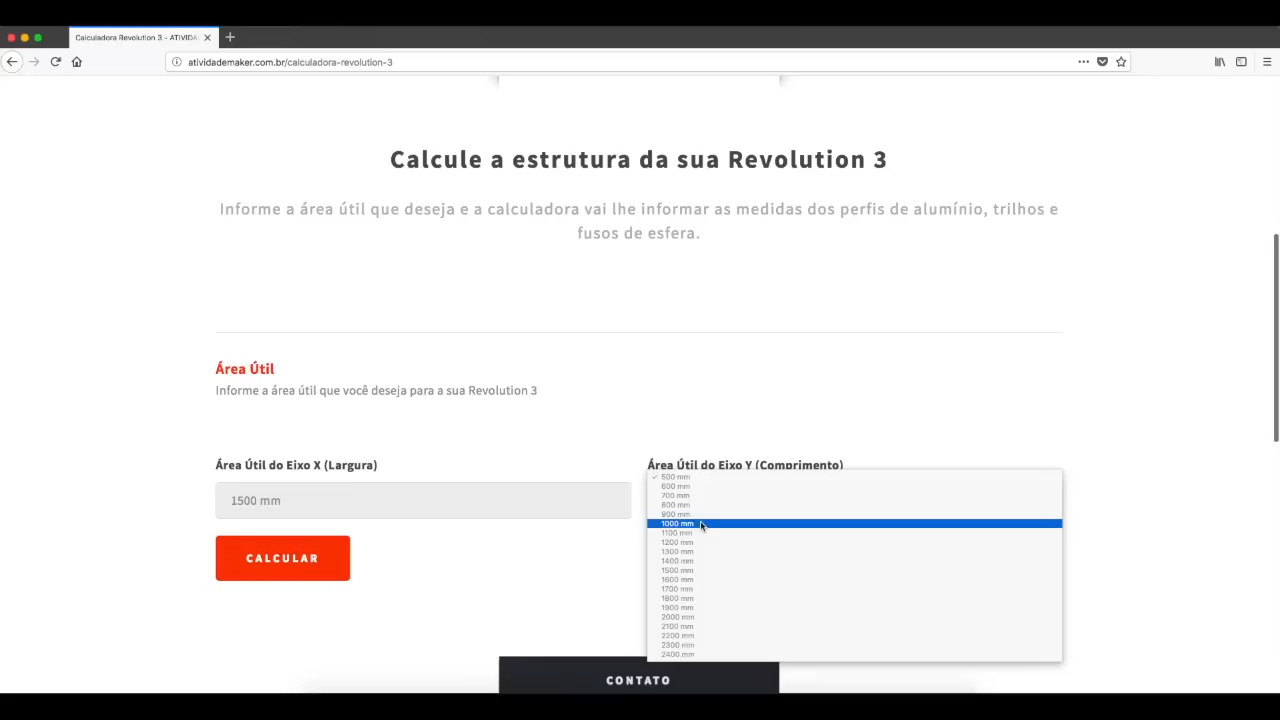 Calculadora Revolution 3 - ATIVIDA
atividademaker.com.br/calculadora-revolution-3
Calcule a estrutura da sua Revolution 3
Informe a área útil que deseja e a calculadora vai lhe informar as medidas dos perfis de alumínio, trilhos e
fusos de esfera.
Área Útil
Informe a área útil que você deseja para a sua Revolution 3
Área Útil do Eixo X (Largura)
1500 mm
CALCULAR
Área Útil do Eixo Y (Comprimento)
500 mm
600 mm
700 mm
800 mm
900 mm
1000 mm
1100 mm
1200 mm
1300 mm
1400 mm
1500 mm
1600 mm
1700 mm
1800 mm
1900 mm
2000 mm
2100 mm
2200 mm
2300 mm
2400 mm
CONTATO